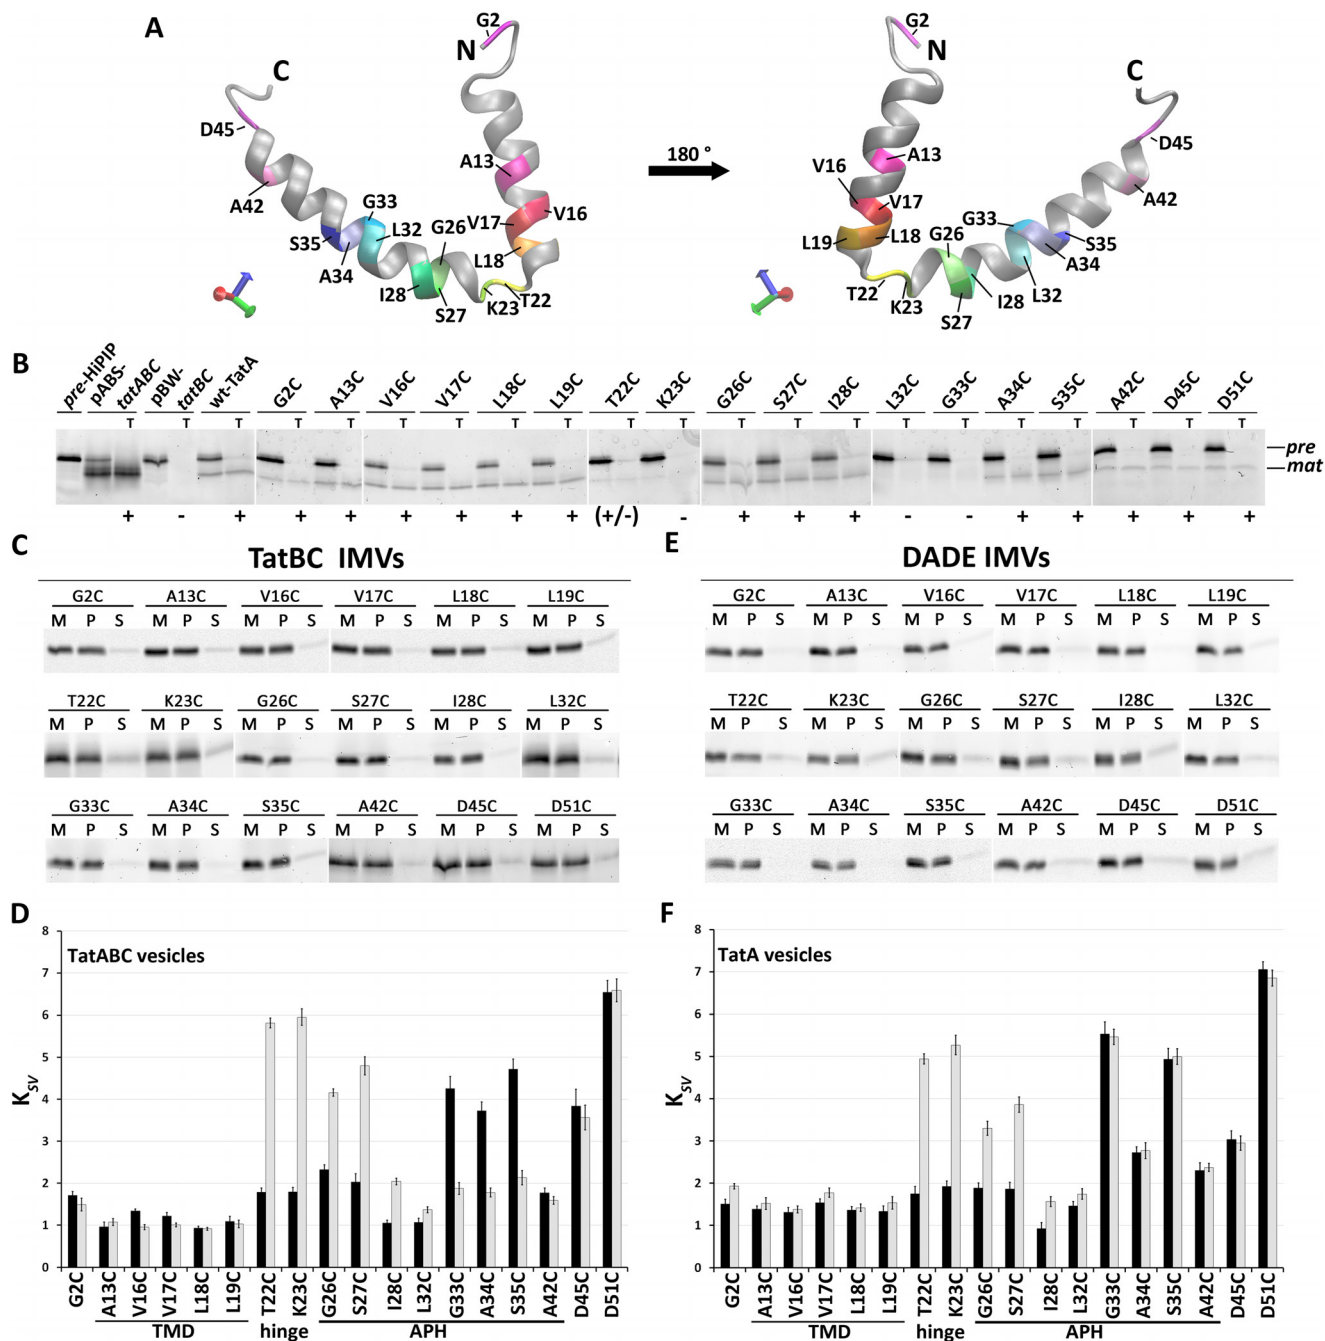 A
G2
N
C
D45
A13
A42
G33
V17
V16
G26
L32
S35
L18
A34
I28
K23
T22
S27
180 °
G2
N
C
A13
D45
V16
V17
A42
G33
L19
L18
G26
S35
A34
T22
K23
I28
L32
S27
B
pre-HiPIP
pABS-
tatABC
pBW-
tatBC
wt-TatA
G2C
A13C
V16C
V17C
L18C
L19C
T22C
K23C
G26C
S27C
I28C
L32C
G33C
A34C
S35C
A42C
D45C
D51C
T T T T T T T T T T T T T T T T T T T T T
pre
mat
+ - + + + + + + + (+/-) - + + + - - + + + + +
C
TatBC IMVs
G2C A13C V16C V17C L18C L19C
M P S M P S M P S M P S M P S M P S
T22C K23C G26C S27C I28C L32C
M P S M P S M P S M P S M P S M P S
G33C A34C S35C A42C D45C D51C
M P S M P S M P S M P S M P S M P S
E
DADE IMVs
G2C A13C V16C V17C L18C L19C
M P S M P S M P S M P S M P S M P S
T22C K23C G26C S27C I28C L32C
M P S M P S M P S M P S M P S M P S
G33C A34C S35C A42C D45C D51C
M P S M P S M P S M P S M P S M P S
D
TatABC vesicles
KSV
8
7
6
5
4
3
2
1
0
G2C A13C V16C V17C L18C L19C T22C K23C G26C S27C I28C L32C G33C A34C S35C A42C D45C D51C
TMD hinge APH
F
TatA vesicles
KSV
8
7
6
5
4
3
2
1
0
G2C A13C V16C V17C L18C L19C T22C K23C G26C S27C I28C L32C G33C A34C S35C A42C D45C D51C
TMD hinge APH